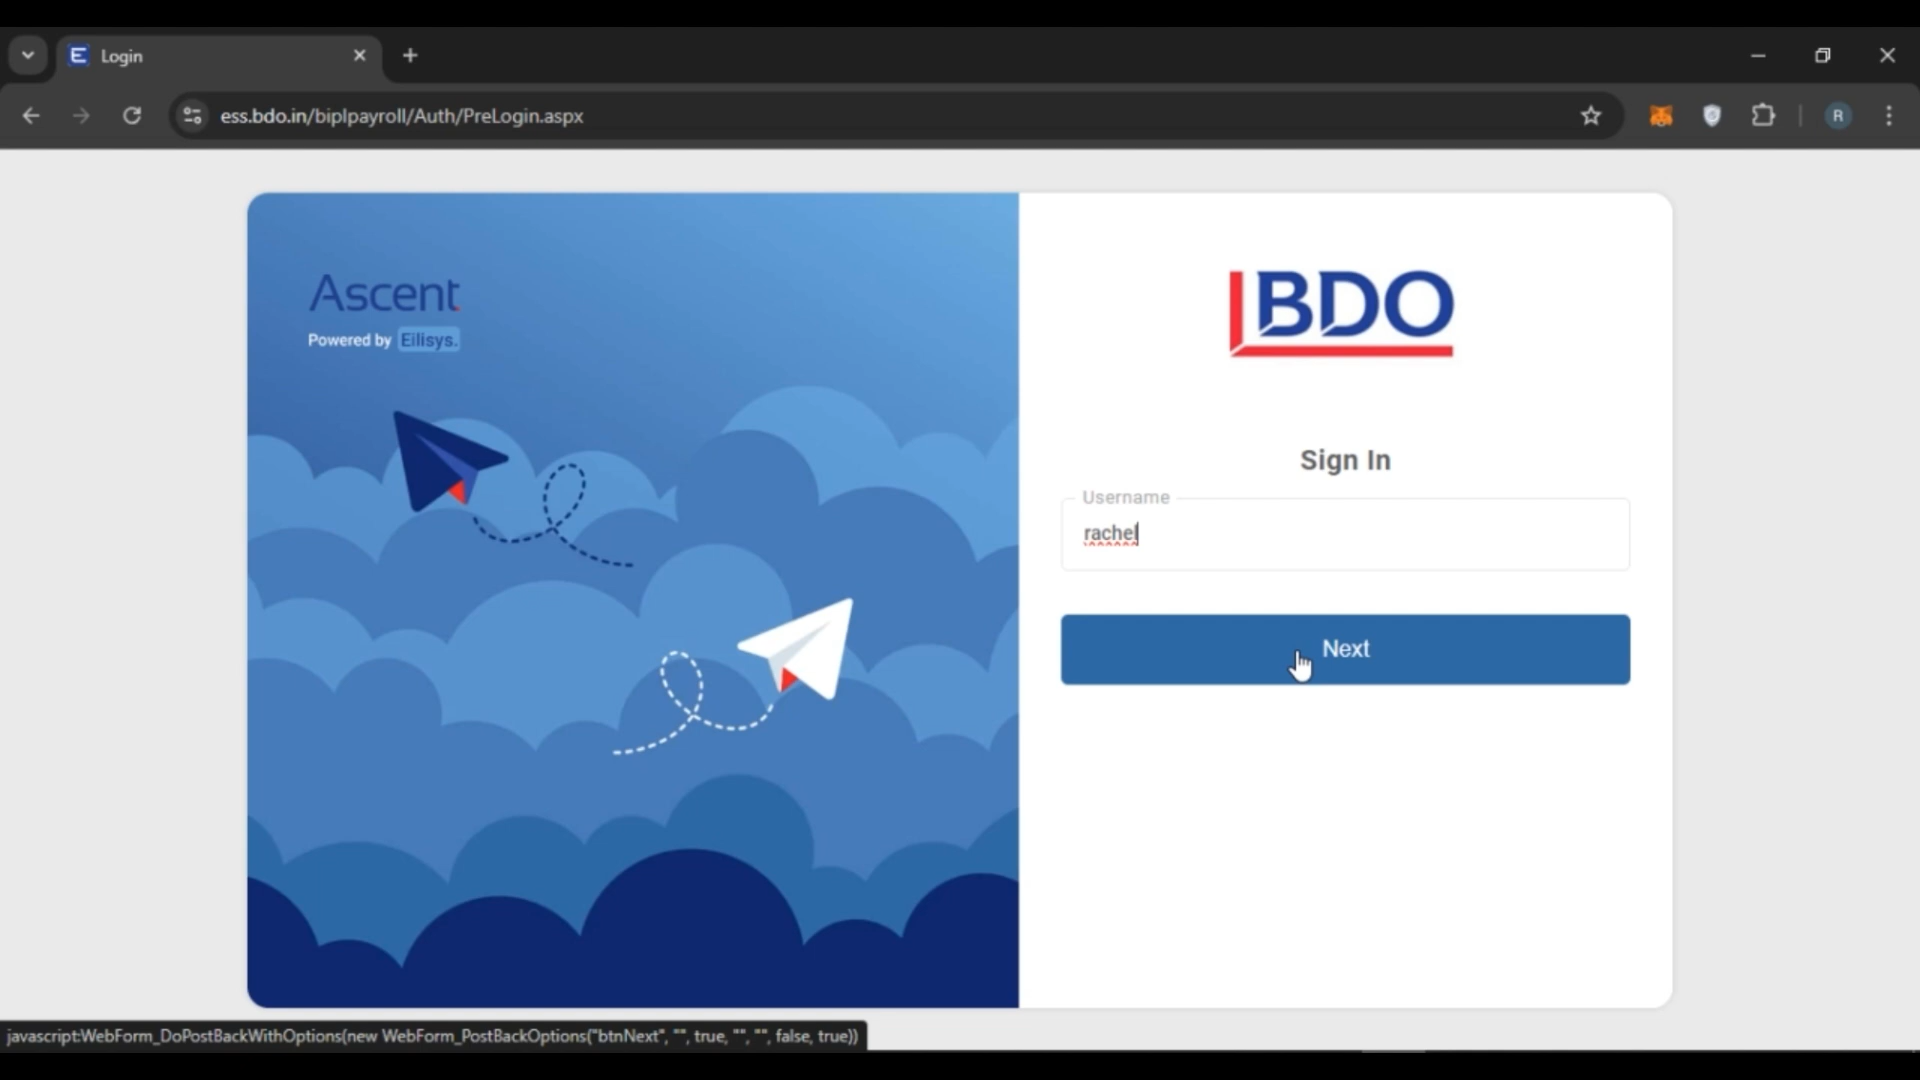 Login
ess.bdo.in/biplpayroll/Auth/PreLogin.aspx
R
Ascent
Powered by Eilisys.
BDO
Sign In
Username
rachel
Next
javascript:WebForm_DoPostBackWithOptions(new WebForm_PostBackOptions("btnNext", "", true, "", "", false, true))